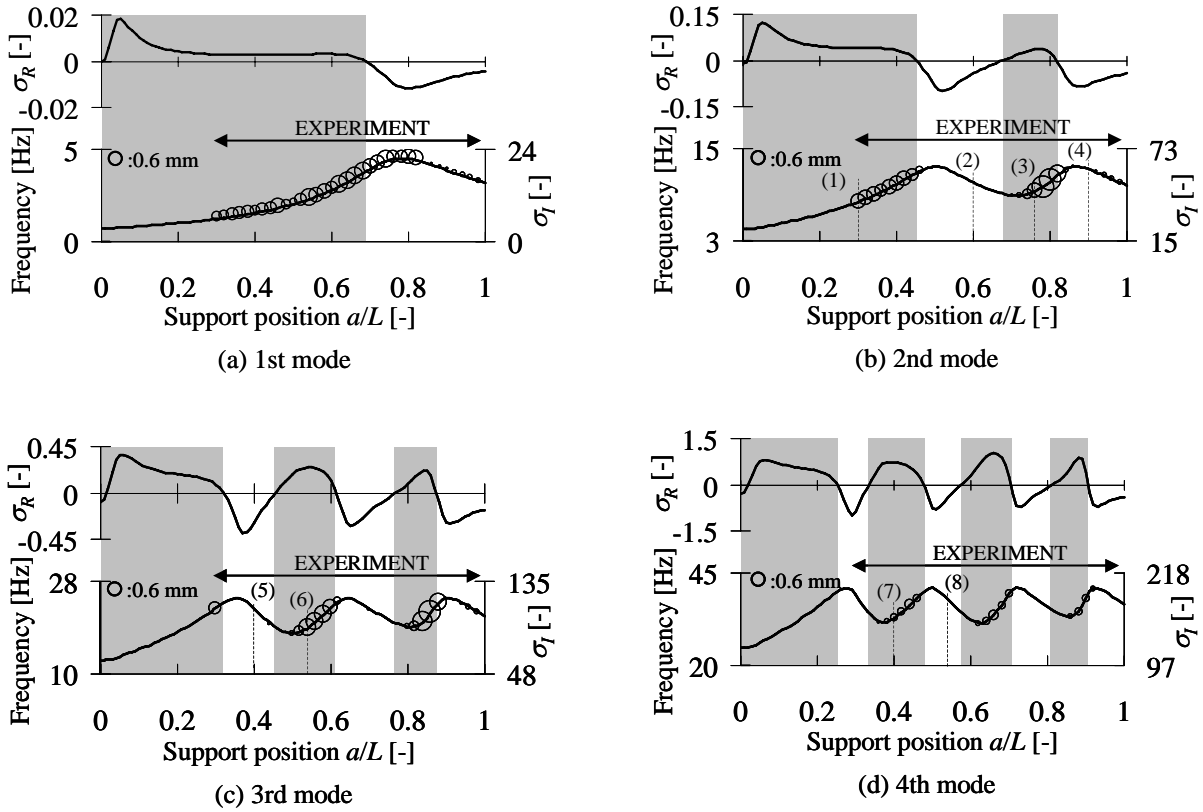 0.02
0
-0.02
σR [-]
EXPERIMENT
:0.6 mm
Frequency [Hz]
5
0
24
0
σI [-]
0 0.2 0.4 0.6 0.8 1
Support position a/L [-]
(a) 1st mode
0.15
0
-0.15
σR [-]
EXPERIMENT
:0.6 mm
(1) (2) (3) (4)
Frequency [Hz]
15
3
73
15
σI [-]
0 0.2 0.4 0.6 0.8 1
Support position a/L [-]
(b) 2nd mode
0.45
0
-0.45
σR [-]
EXPERIMENT
:0.6 mm
(5) (6)
Frequency [Hz]
28
10
135
48
σI [-]
0 0.2 0.4 0.6 0.8 1
Support position a/L [-]
(c) 3rd mode
1.5
0
-1.5
σR [-]
EXPERIMENT
:0.6 mm
(7) (8)
Frequency [Hz]
45
20
218
97
σI [-]
0 0.2 0.4 0.6 0.8 1
Support position a/L [-]
(d) 4th mode